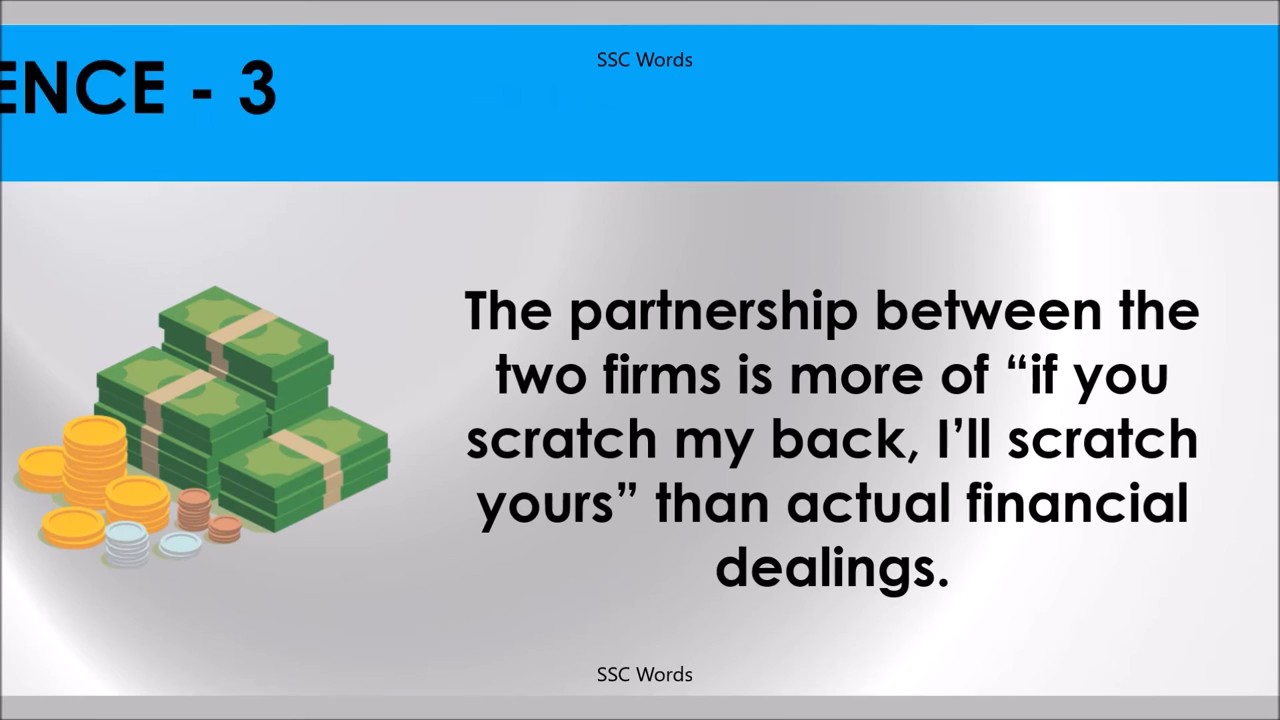 SSC Words
ENCE - 3
The partnership between the
two firms is more of “if you
scratch my back, I’ll scratch
yours” than actual financial
dealings.
SSC Words